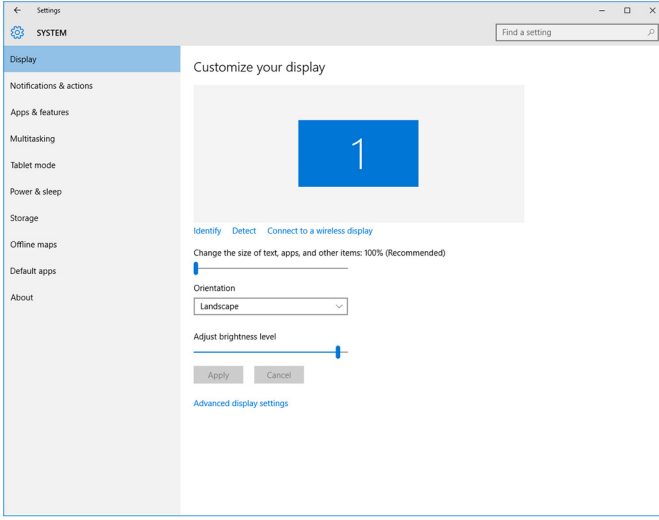 Settings
SYSTEM
Find a setting
Display
Notifications & actions
Apps & features
Multitasking
Tablet mode
Power & sleep
Storage
Offline maps
Default apps
About
Customize your display
1
Identify Detect Connect to a wireless display
Change the size of text, apps, and other items: 100% (Recommended)
Orientation
Landscape
Adjust brightness level
Apply Cancel
Advanced display settings